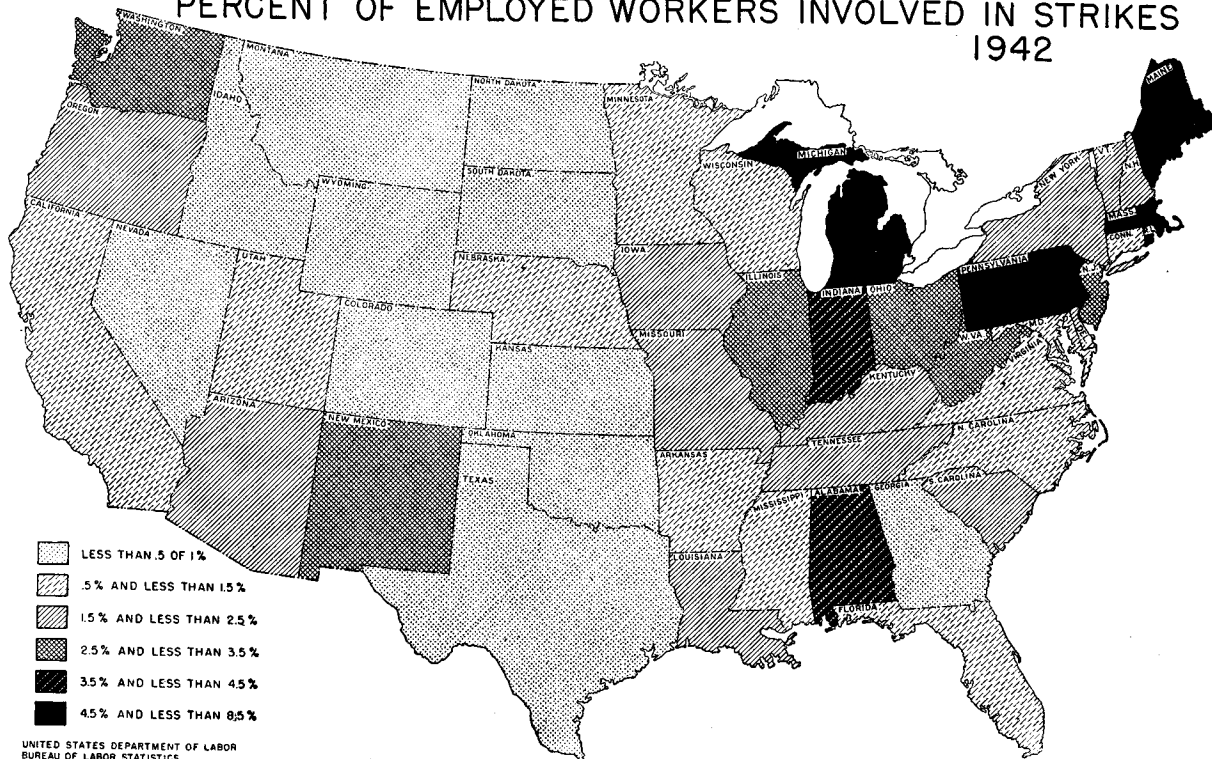 PERCENT OF EMPLOYED WORKERS INVOLVED IN STRIKES
1942
WASHINGTON
MONTANA
NORTH DAKOTA
MINNESOTA
MAINE
IDAHO
OREGON
WISCONSIN
MICHIGAN
NEW YORK
VT
N.H.
SOUTH DAKOTA
WYOMING
CALIFORNIA
NEVADA
MASS
CONN.
R.I.
IOWA
UTAH
NEBRASKA
ILLINOIS
INDIANA
OHIO
PENNSYLVANIA
N.J.
COLORADO
MISSOURI
W.VA
MD
VIRGINIA
KANSAS
KENTUCKY
ARIZONA
NEW MEXICO
OKLAHOMA
TENNESSEE
N. CAROLINA
ARKANSAS
TEXAS
MISSISSIPPI
ALABAMA
GEORGIA
S. CAROLINA
LOUISIANA
FLORIDA
LESS THAN .5 OF 1%
.5% AND LESS THAN 1.5%
1.5% AND LESS THAN 2.5%
2.5% AND LESS THAN 3.5%
3.5% AND LESS THAN 4.5%
4.5% AND LESS THAN 8.5%
UNITED STATES DEPARTMENT OF LABOR
BUREAU OF LABOR STATISTICS